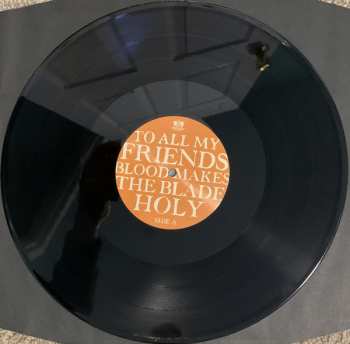 TO ALL MY
FRIENDS
BLOOD MAKES
THE BLADE
HOLY
SIDE A